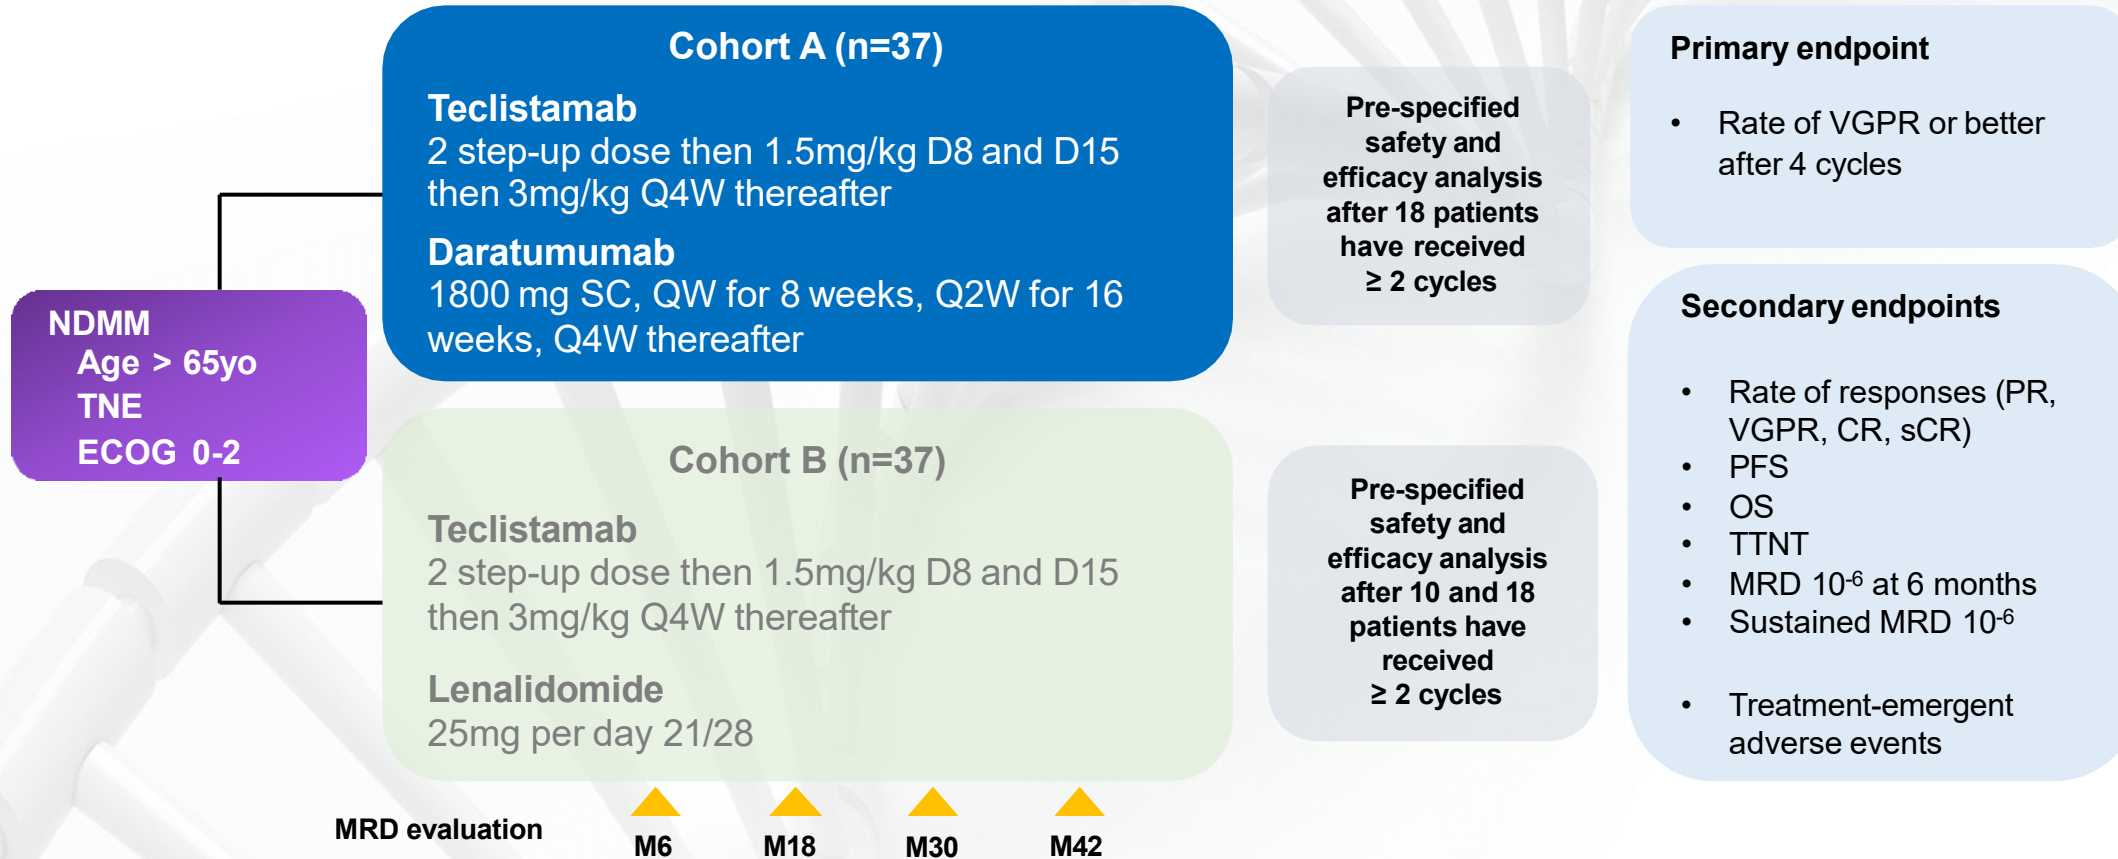 NDMM
Age > 65yo
TNE
ECOG 0-2
Cohort A (n=37)
Teclistamab
2 step-up dose then 1.5mg/kg D8 and D15
then 3mg/kg Q4W thereafter
Daratumumab
1800 mg SC, QW for 8 weeks, Q2W for 16
weeks, Q4W thereafter
Cohort B (n=37)
Teclistamab
2 step-up dose then 1.5mg/kg D8 and D15
then 3mg/kg Q4W thereafter
Lenalidomide
25mg per day 21/28
MRD evaluation
M6
M18
M30
M42
Pre-specified
safety and
efficacy analysis
after 18 patients
have received
≥ 2 cycles
Pre-specified
safety and
efficacy analysis
after 10 and 18
patients have
received
≥ 2 cycles
Primary endpoint
• Rate of VGPR or better
after 4 cycles
Secondary endpoints
• Rate of responses (PR,
VGPR, CR, sCR)
• PFS
• OS
• TTNT
• MRD 10⁻⁶ at 6 months
• Sustained MRD 10⁻⁶
• Treatment-emergent
adverse events